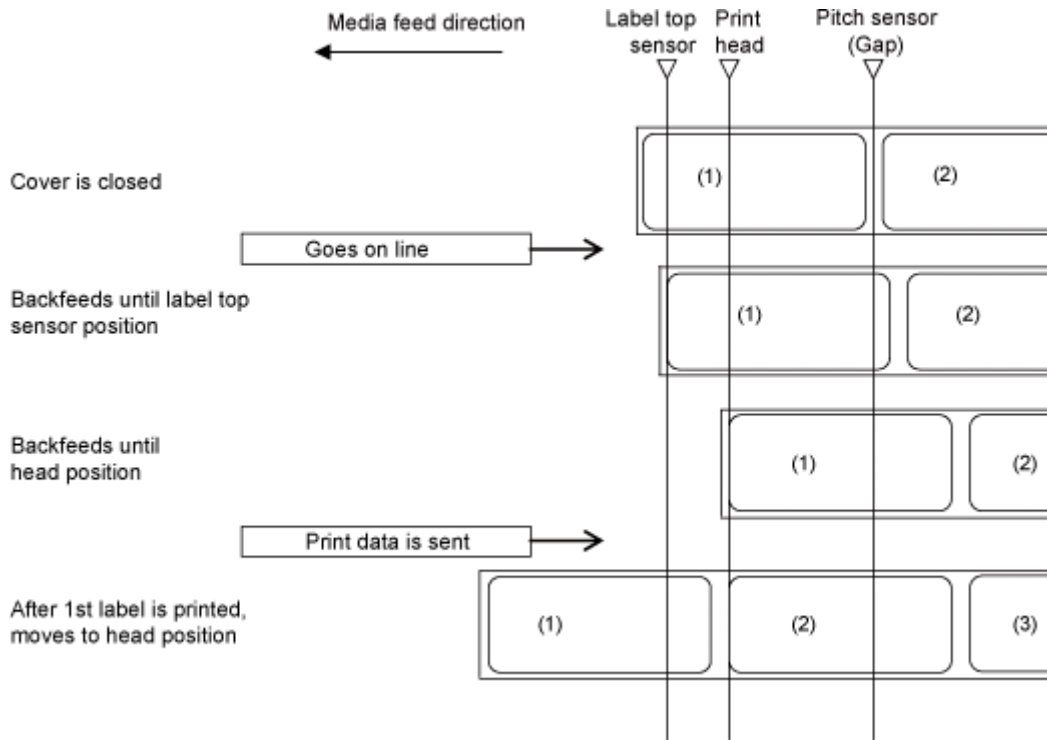 Media feed direction
Label top
sensor
Print
head
Pitch sensor
(Gap)
Cover is closed
(1)
(2)
Goes on line
Backfeeds until label top
sensor position
(1)
(2)
Backfeeds until
head position
(1)
(2)
Print data is sent
After 1st label is printed,
moves to head position
(1)
(2)
(3)